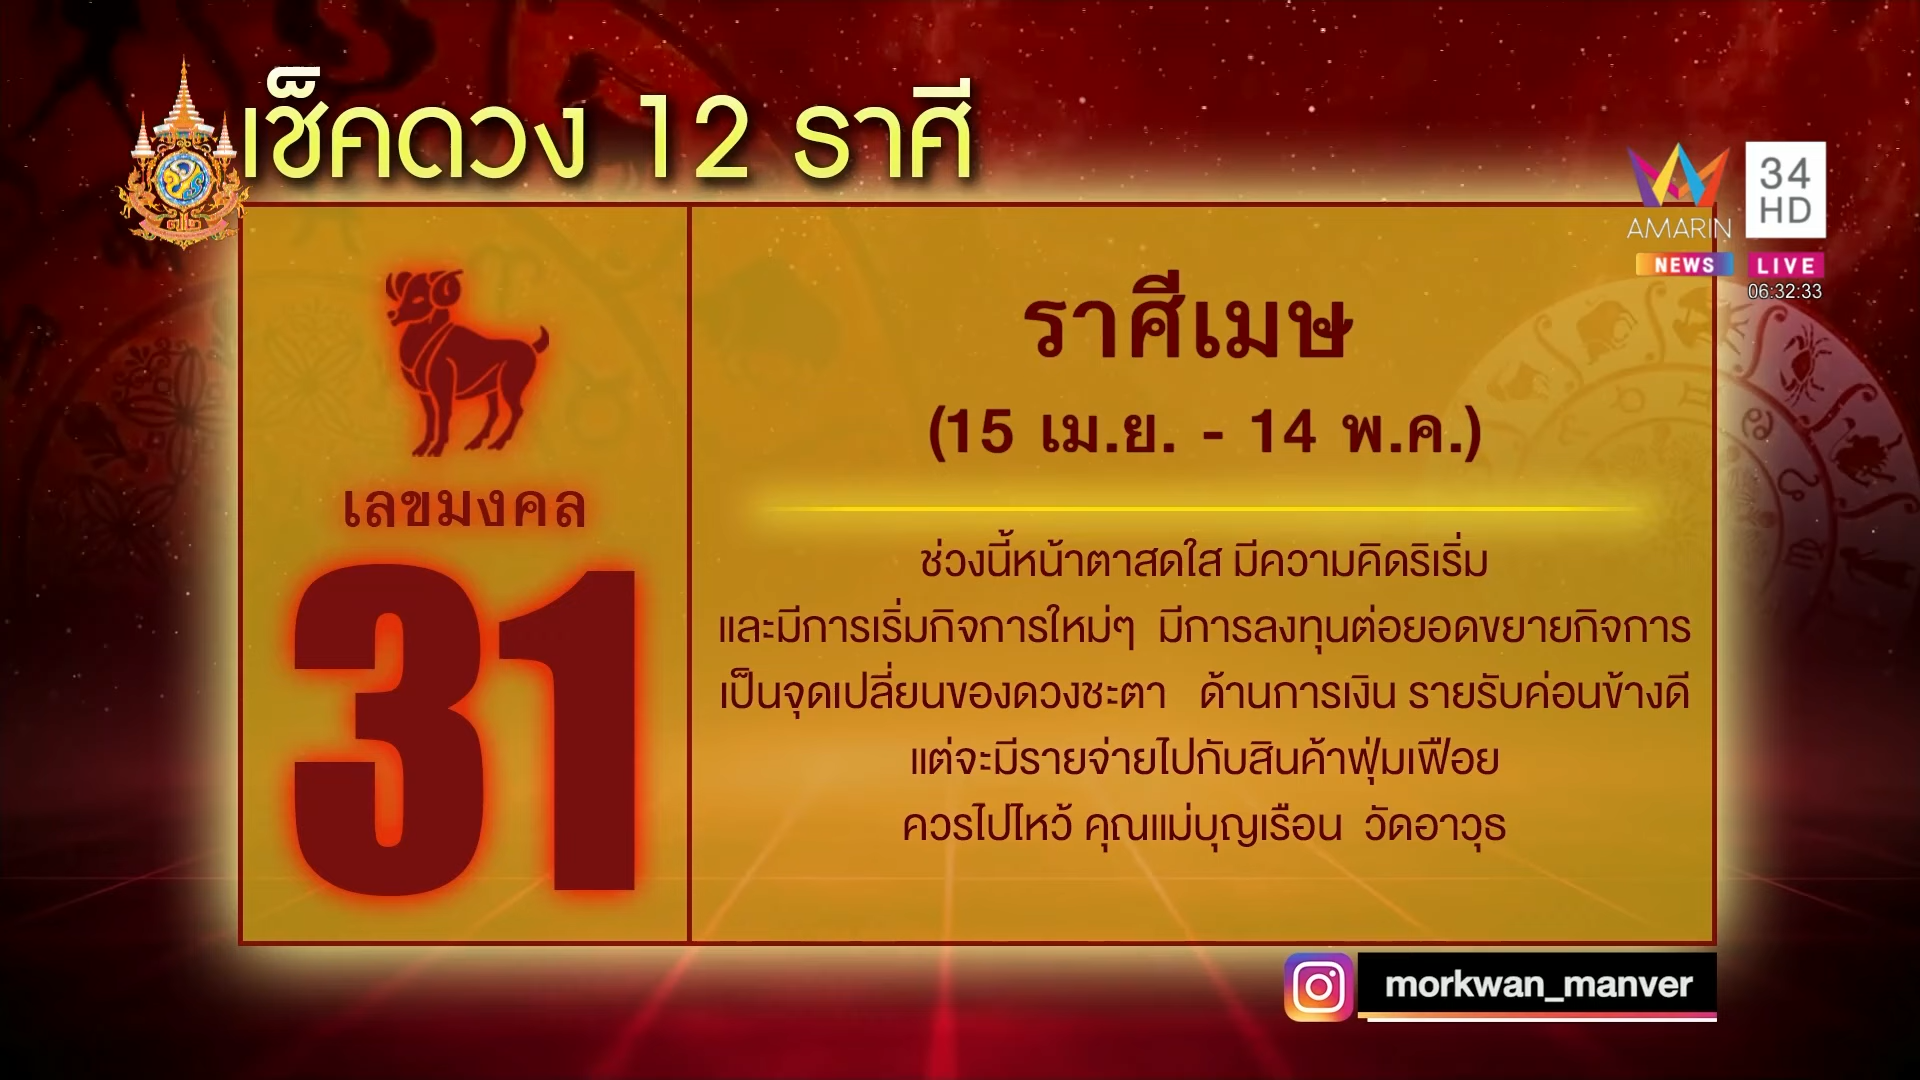 เช็คดวง 12 ราศี
AMARIN
34
HD
NEWS
LIVE
06:32:33
ราศีเมษ
(15 เม.ย. - 14 พ.ค.)
เลขมงคล
31
ช่วงนี้หน้าตาสดใส มีความคิดริเริ่ม
และมีการเริ่มกิจการใหม่ๆ มีการลงทุนต่อยอดขยายกิจการ
เป็นจุดเปลี่ยนของดวงชะตา ด้านการเงิน รายรับค่อนข้างดี
แต่จะมีรายจ่ายไปกับสินค้าฟุ่มเฟือย
ควรไปไหว้ คุณแม่บุญเรือน วัดอาวุธ
morkwan_manver